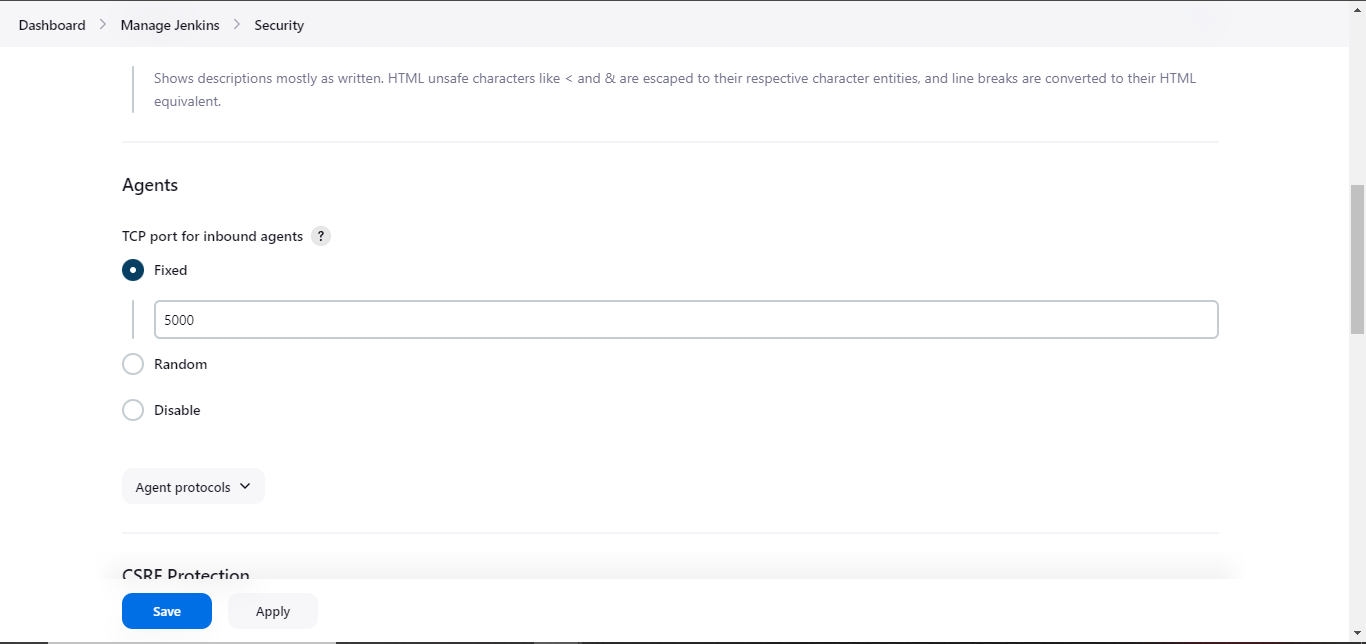 Dashboard > Manage Jenkins > Security
Shows descriptions mostly as written. HTML unsafe characters like < and & are escaped to their respective character entities, and line breaks are converted to their HTML
equivalent.
Agents
TCP port for inbound agents ?
Fixed
5000
Random
Disable
Agent protocols
CSRF Protection
Save Apply